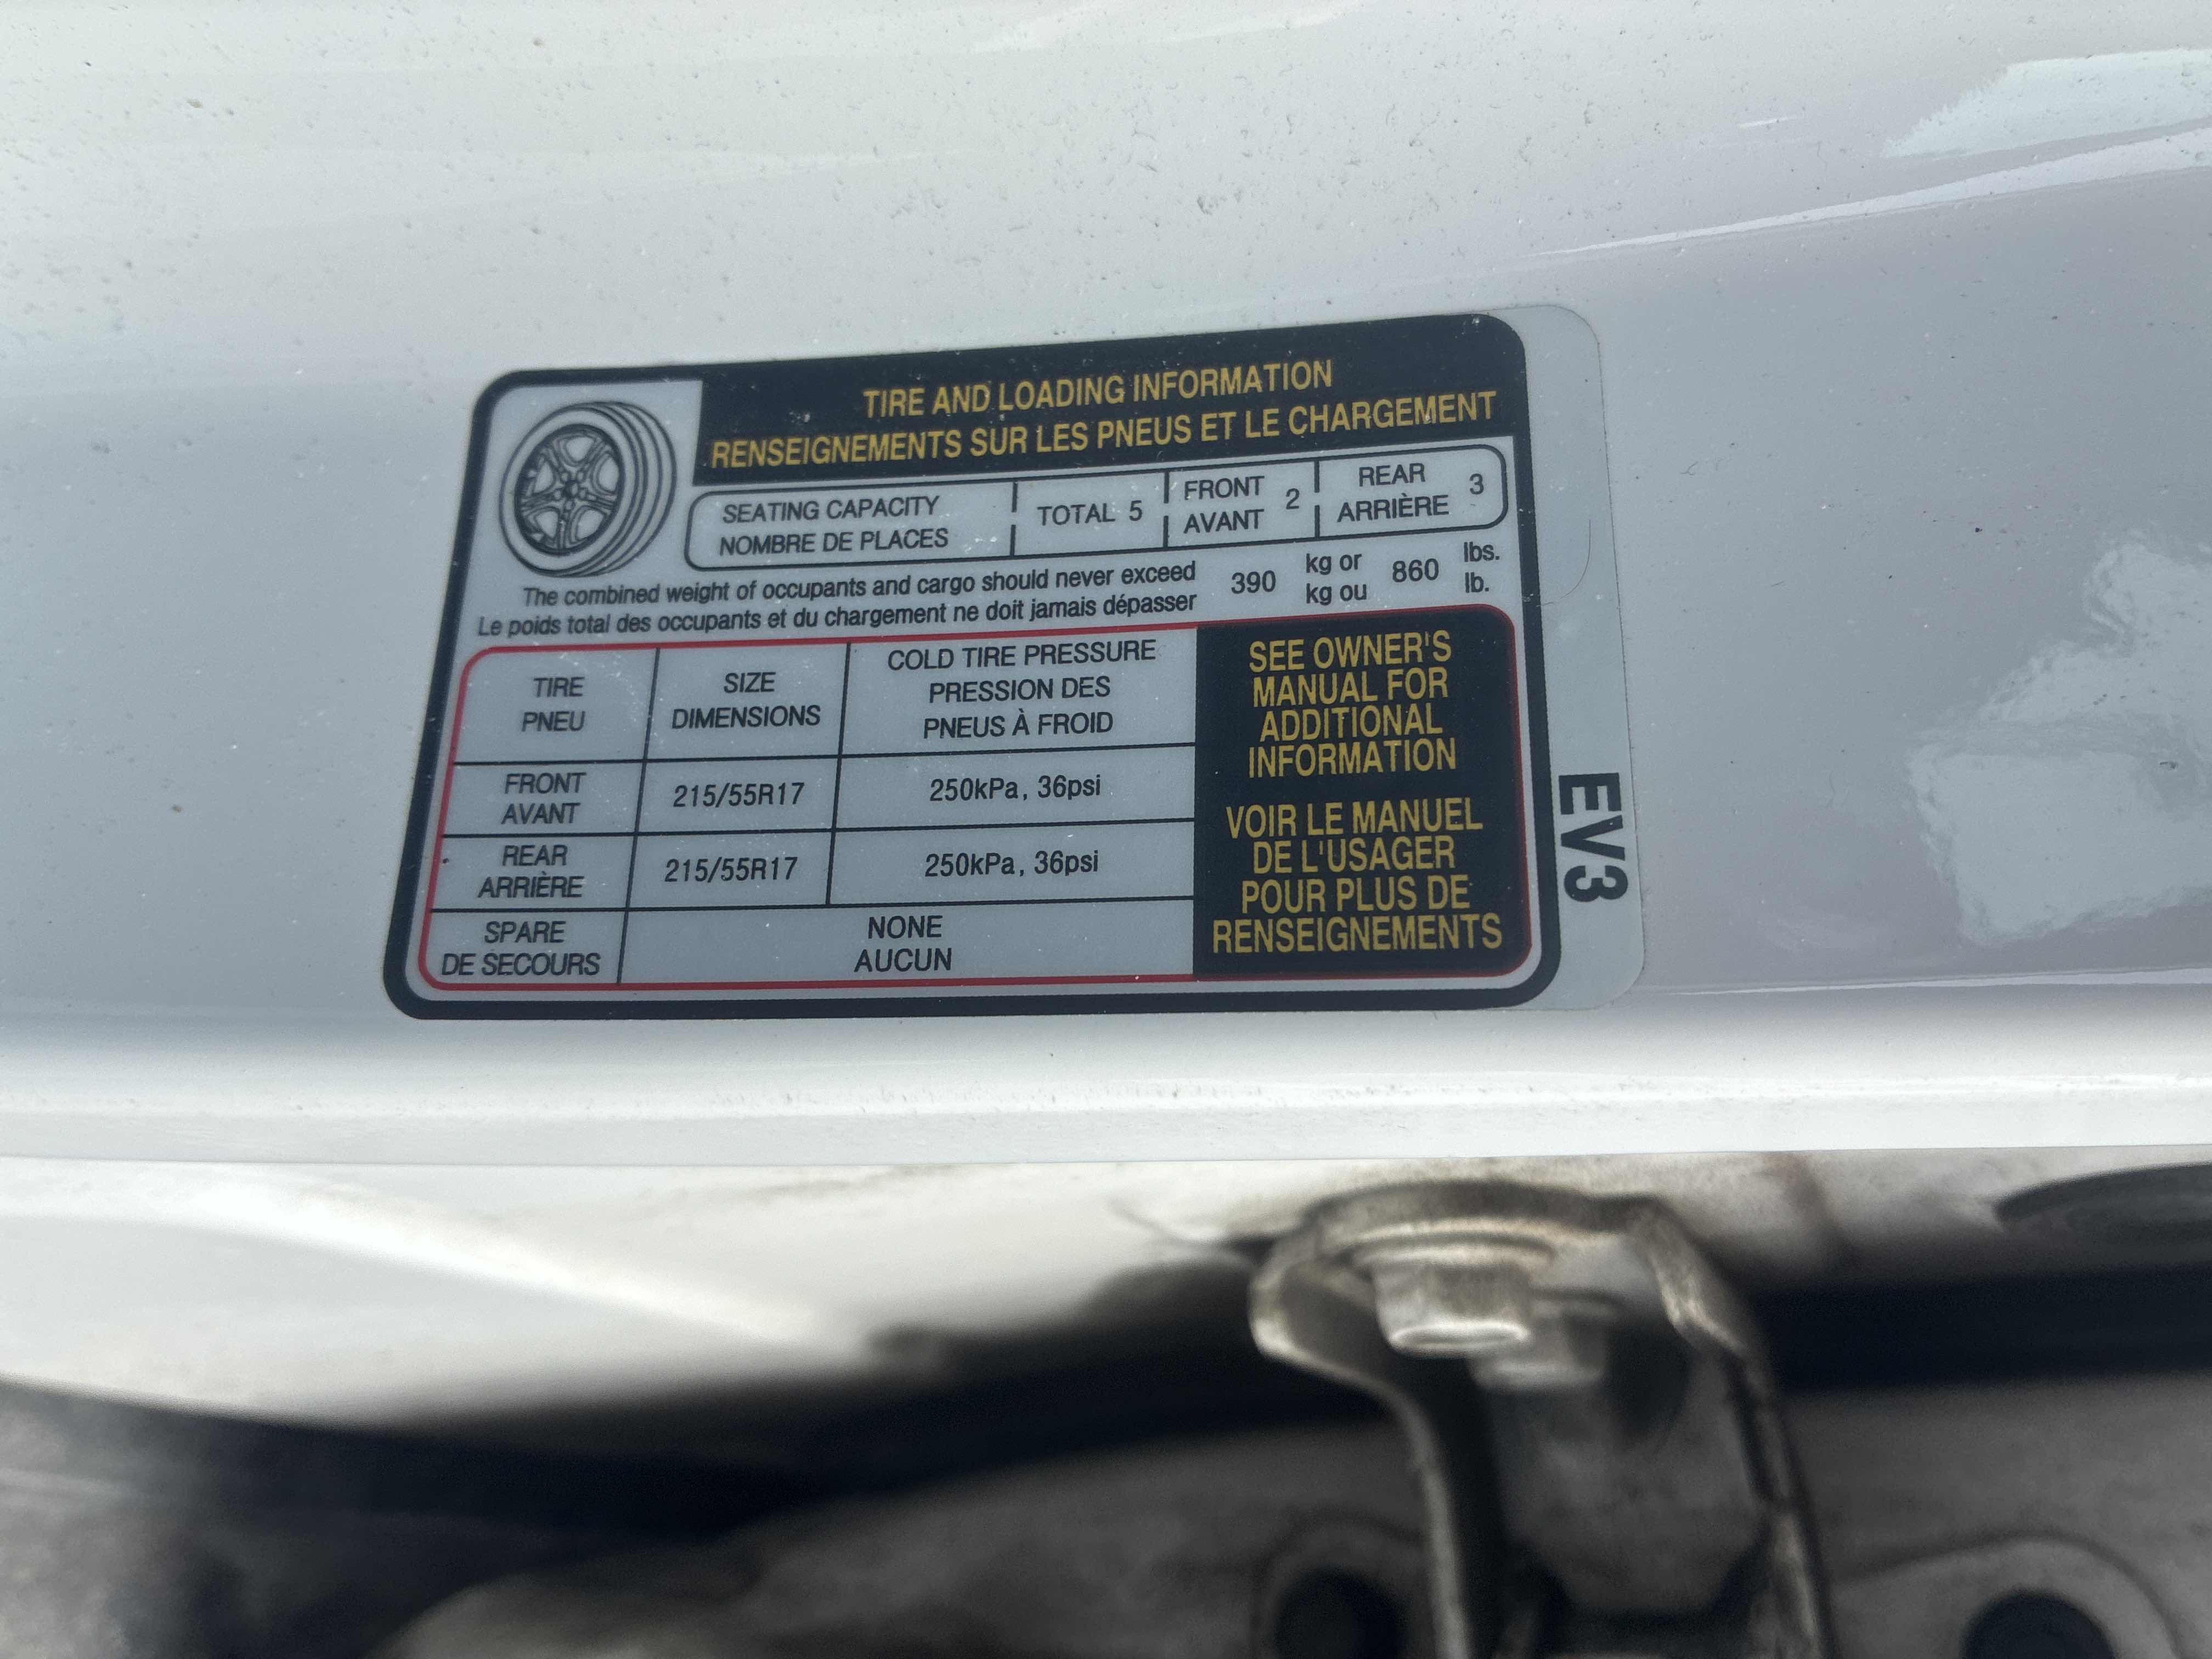 TIRE AND LOADING INFORMATION
RENSEIGNEMENTS SUR LES PNEUS ET LE CHARGEMENT
SEATING CAPACITY
NOMBRE DE PLACES
TOTAL 5
FRONT
AVANT
2
REAR
ARRIÈRE
3
The combined weight of occupants and cargo should never exceed
Le poids total des occupants et du chargement ne doit jamais dépasser
390
kg or
kg ou
860
lbs.
lb.
TIRE
PNEU
SIZE
DIMENSIONS
COLD TIRE PRESSURE
PRESSION DES
PNEUS À FROID
FRONT
AVANT
215/55R17
250kPa, 36psi
REAR
ARRIÈRE
215/55R17
250kPa, 36psi
SPARE
DE SECOURS
NONE
AUCUN
SEE OWNER'S
MANUAL FOR
ADDITIONAL
INFORMATION
VOIR LE MANUEL
DE L'USAGER
POUR PLUS DE
RENSEIGNEMENTS
EV3